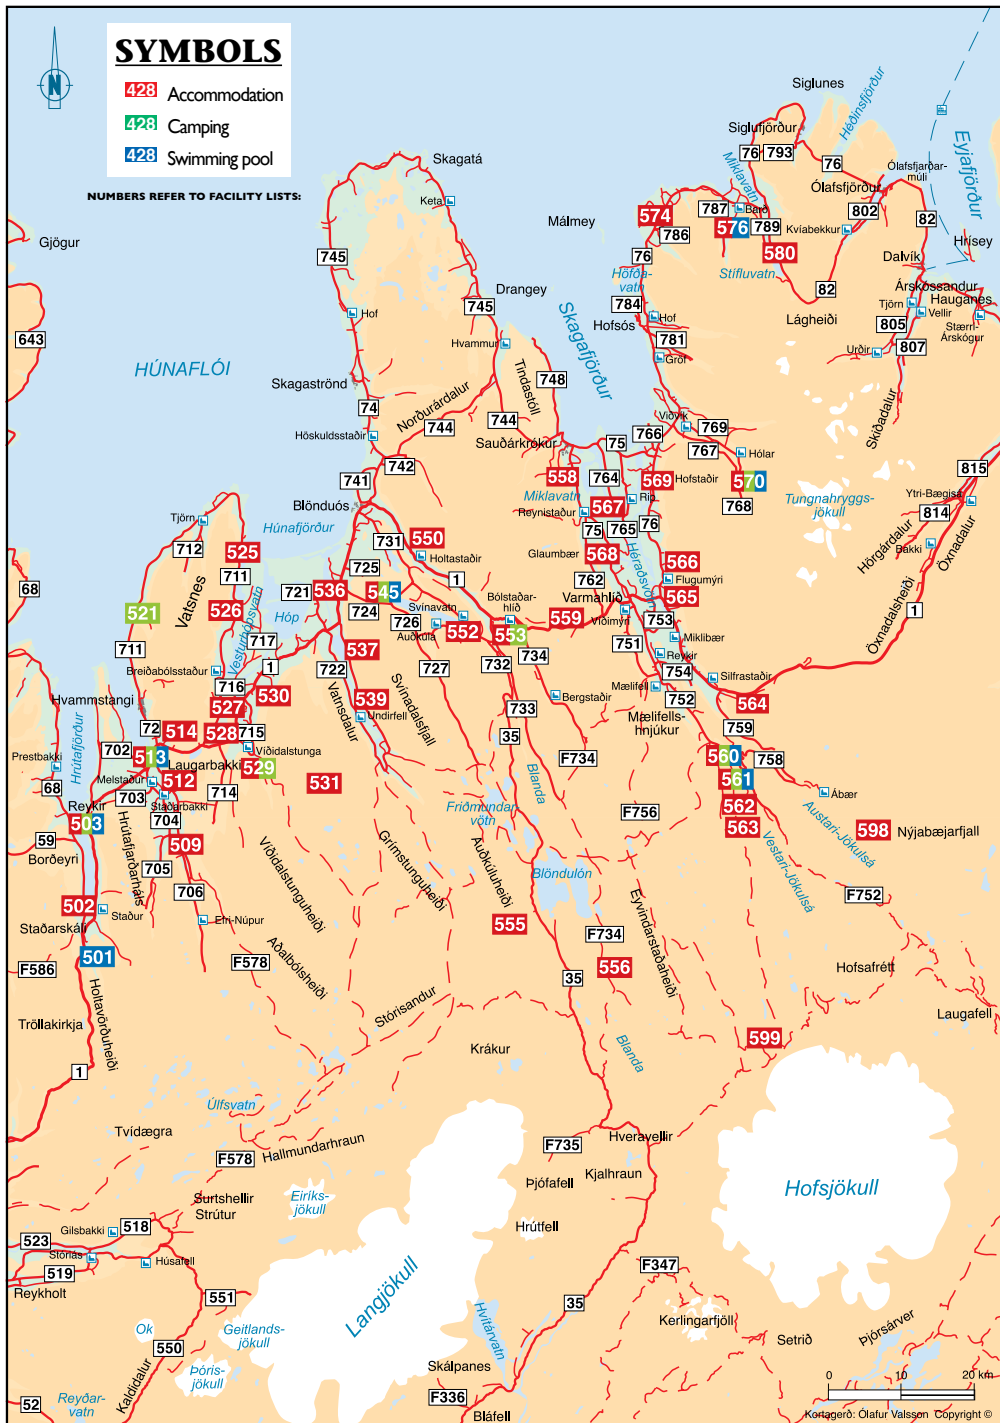 SYMBOLS
428 Accommodation
428 Camping
428 Swimming pool
NUMBERS REFER TO FACILITY LISTS:
N
Siglunes
Siglufjörður
Héðinsfjörður
Eyjafjörður
76
793
76
Miklavatn
Ólafsfjarðar-
múli
Ólafsfjörður
Skagatá
Keta
Málmey
574
787
Barð
576
789
786
580
Stífluvatn
802
Kvíabekkur
82
Hrísey
Gjögur
745
76
Höfða-
vatn
Dalvík
82
Árskógssandur
Hauganes
Drangey
745
784
Hof
Hofsós
Lágheiði
Tjörn
Vellir
805
Stærri-
Árskógur
643
Hof
Skagafjörður
781
Gröf
Urðir
807
HÚNAFLÓI
Hvammur
Tindastóll
748
Skagaströnd
Norðurárdalur
74
744
744
Skíðadalur
Höskuldsstaðir
Sauðárkrókur
75
766
Viðvík
769
767
Hólar
742
741
558
764
569
Hofstaðir
570
768
815
Blönduós
Miklavatn
567
Rip
Tungnahryggs-
jökull
Ytri-Bægisá
Reynistaður
814
Tjörn
Húnafjörður
731
550
Holtastaðir
75
765
76
Hörgárdalur
Bakki
Öxnadalur
712
525
Glaumbær
568
Héraðsvötn
566
Flugumýri
68
711
725
1
762
565
721
536
545
Bólstaðar-
hlíð
Varmahlíð
521
Vatsnes
526
Hóp
724
Svínavatn
559
Víðimýri
753
1
Öxnadalsheiði
Vesturhópsvatn
717
726
Auðkúla
552
553
751
Miklibær
711
1
537
734
Reykir
Breiðabólsstaður
722
727
732
754
Silfrastaðir
716
530
Svínadalsfjall
Mælifell
752
564
Hvammstangi
527
Vatnsdalur
539
Bergstaðir
Undirfell
733
Mælifells-
hnjúkur
759
Hrútafjörður
72
514
528
715
35
702
513
Víðidalstunga
F734
560
758
Prestbakki
Laugarbakki
529
561
Melstaður
512
531
Blanda
68
703
Staðarbakki
714
562
Ábær
Reykir
503
704
Friðmundar-
vötn
F756
563
Austari-Jökulsá
598
Nýjabæjarfjall
59
Borðeyri
Hrútafjarðarháls
509
Víðidalstunguheiði
Grímstunguheiði
Auðkúluheiði
Blöndulón
Vestari-Jökulsá
705
706
F752
502
Staður
Efri-Núpur
Eyvindarstaðaheiði
Staðarskáli
555
F734
501
Aðalbólsheiði
F586
F578
556
Hofsafrétt
35
Holtavörðuheiði
Stórisandur
Laugafell
Tröllakirkja
Krákur
Blanda
599
1
Úlfsvatn
Tvídægra
Hveravellir
F735
F578
Hallmundarhraun
Kjalhraun
Þjófafell
Hofsjökull
Surtshellir
Eiríks-
jökull
Strútur
Hrútfell
518
Gilsbakki
523
Stóriás
Húsafell
F347
519
Reykholt
551
35
Langjökull
Kerlingarfjöll
Hvítárvatn
Ok
Geitlands-
jökull
Setrið
Þjórsárver
550
Skálpanes
Þóris-
jökull
Kaldidalur
0 10 20 km
52
Reyðar-
vatn
F336
Bláfell
Kortagerð: Ólafur Valsson Copyright ©